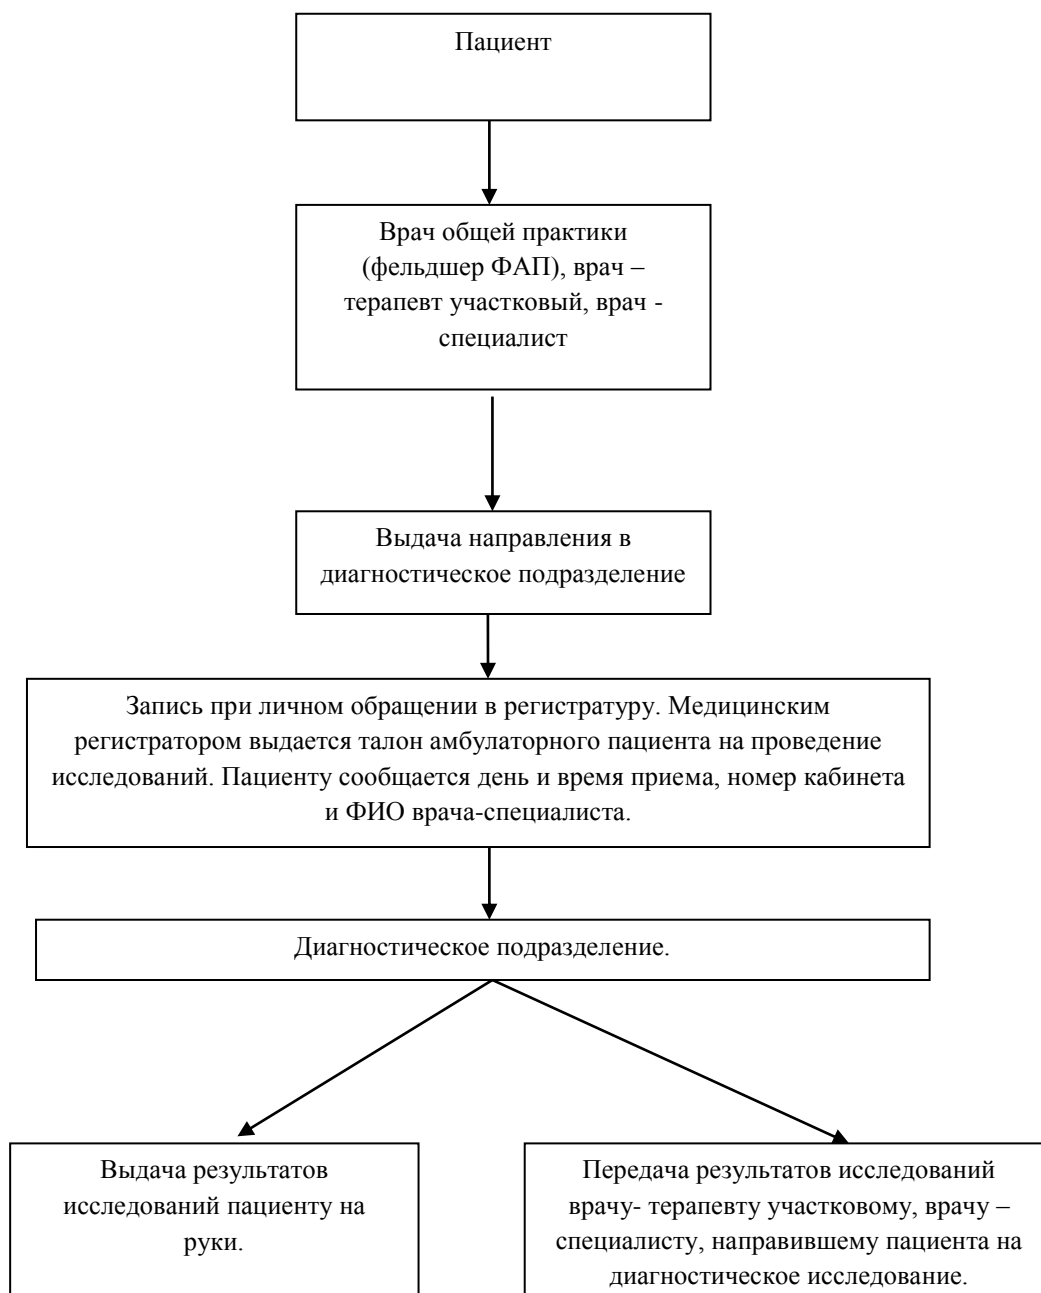 Пациент
Врач общей практики
(фельдшер ФАП), врач –
терапевт участковый, врач -
специалист
Выдача направления в
диагностическое подразделение
Запись при личном обращении в регистратуру. Медицинским
регистратором выдается талон амбулаторного пациента на проведение
исследований. Пациенту сообщается день и время приема, номер кабинета
и ФИО врача-специалиста.
Диагностическое подразделение.
Выдача результатов
исследований пациенту на
руки.
Передача результатов исследований
врачу- терапевту участковому, врачу –
специалисту, направившему пациента на
диагностическое исследование.